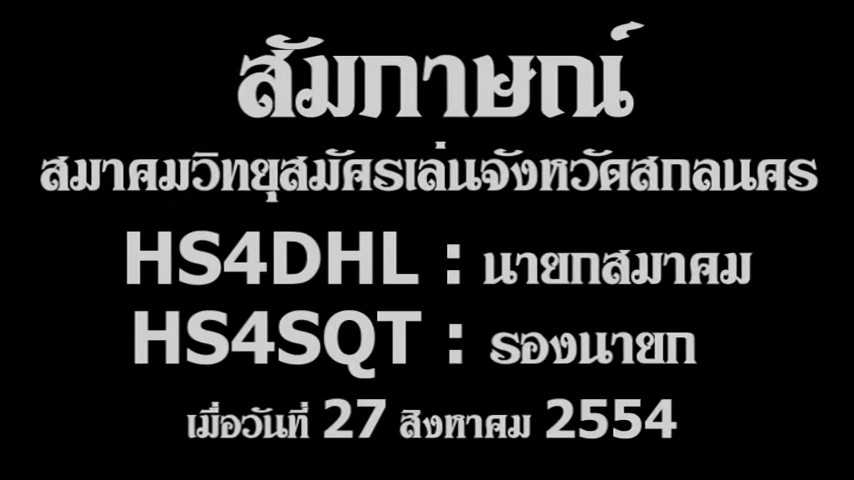 สัมภาษณ์
สมาคมวิทยุสมัครเล่นจังหวัดสกลนคร
HS4DHL : นายกสมาคม
HS4SQT : รองนายก
เมื่อวันที่ 27 สิงหาคม 2554